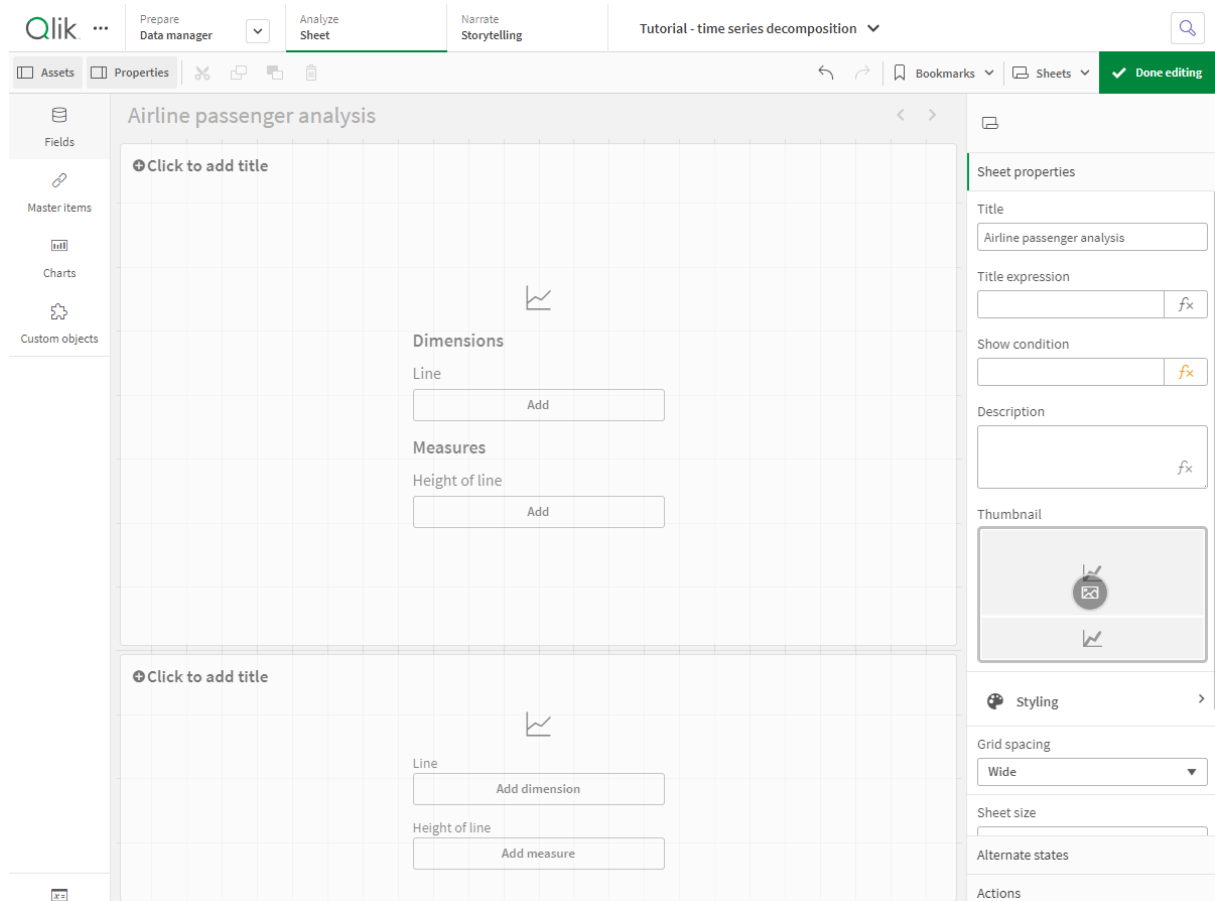 Qlik
Prepare
Data manager
Analyze
Sheet
Narrate
Storytelling
Tutorial - time series decomposition
Assets
Properties
Bookmarks
Sheets
Done editing
Fields
Master items
Charts
Custom objects
Airline passenger analysis
Click to add title
Dimensions
Line
Add
Measures
Height of line
Add
Click to add title
Line
Add dimension
Height of line
Add measure
Sheet properties
Title
Airline passenger analysis
Title expression
fx
Show condition
fx
Description
fx
Thumbnail
Styling
Grid spacing
Wide
Sheet size
Alternate states
Actions